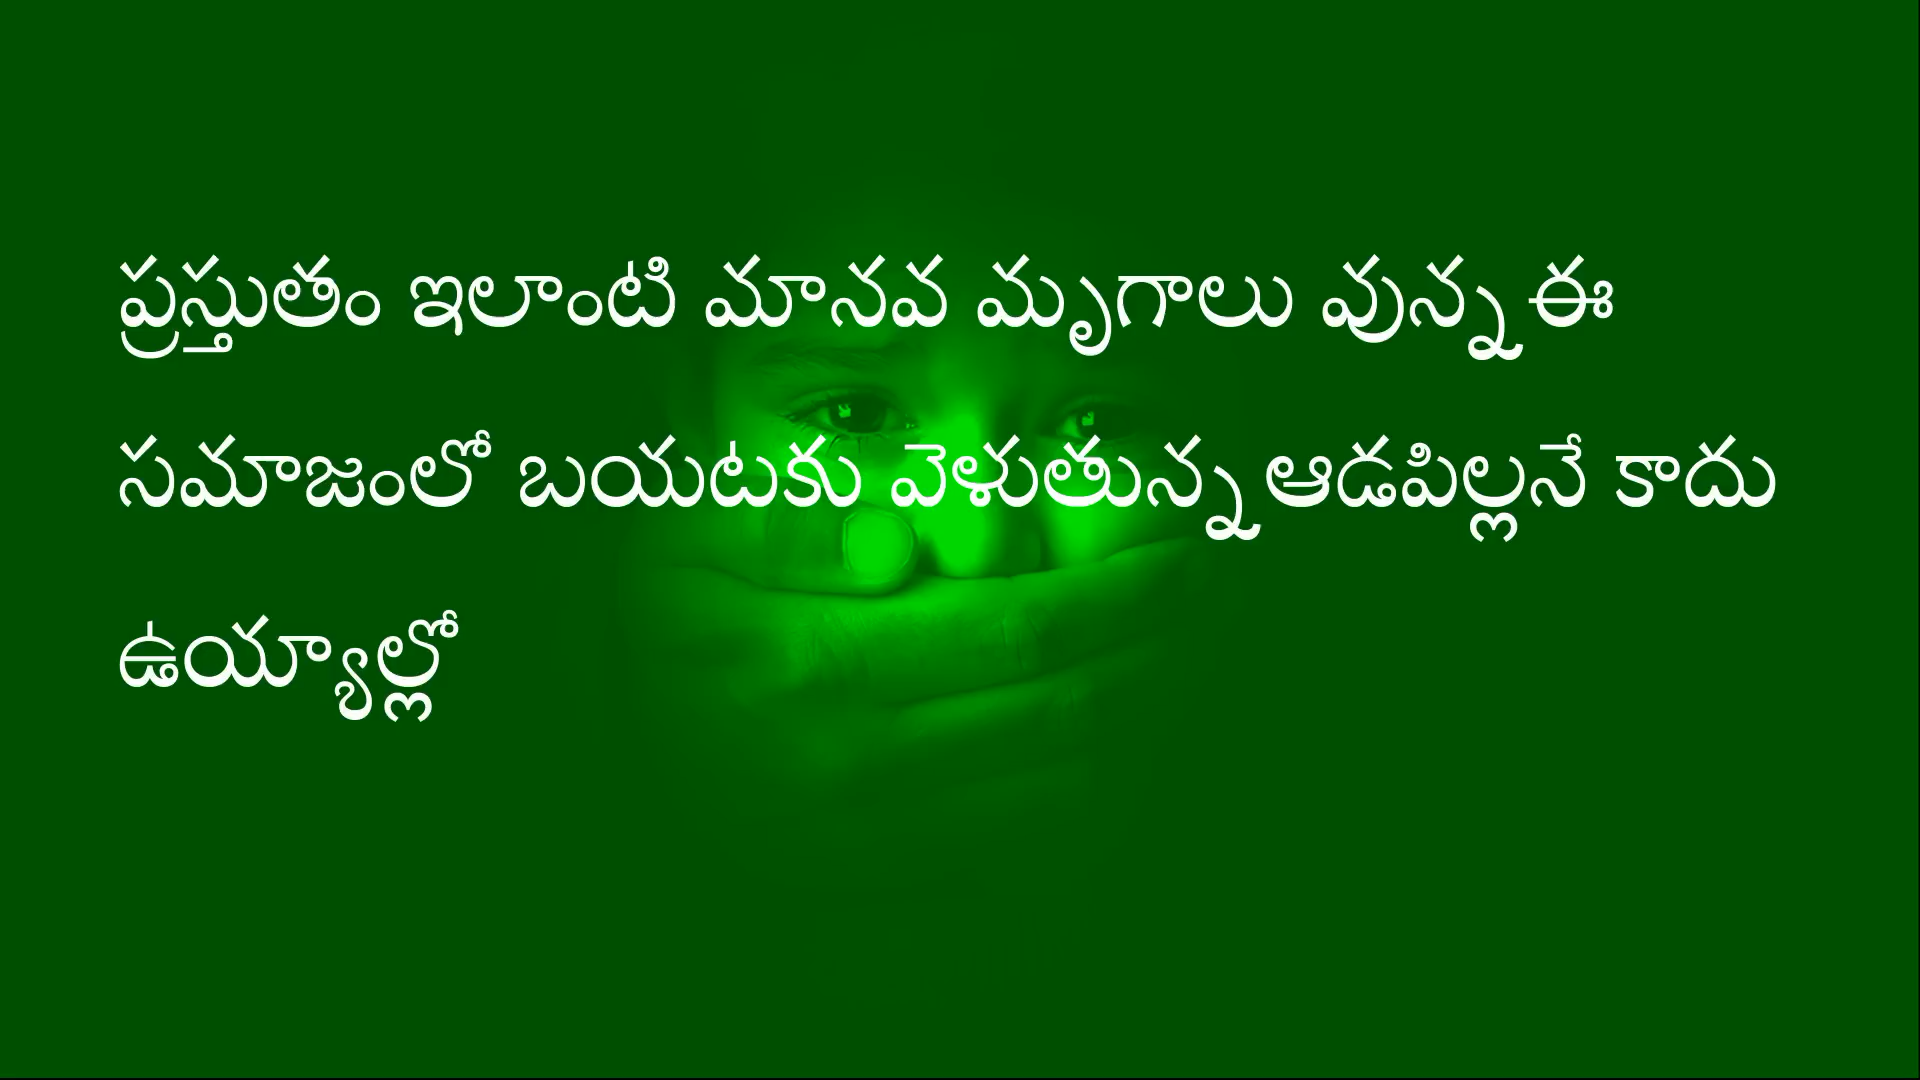 ప్రస్తుతం ఇలాంటి మానవ మృగాలు వున్న ఈ
సమాజంలో బయటకు వెళుతున్న ఆడపిల్లనే కాదు
ఉయ్యాల్లో